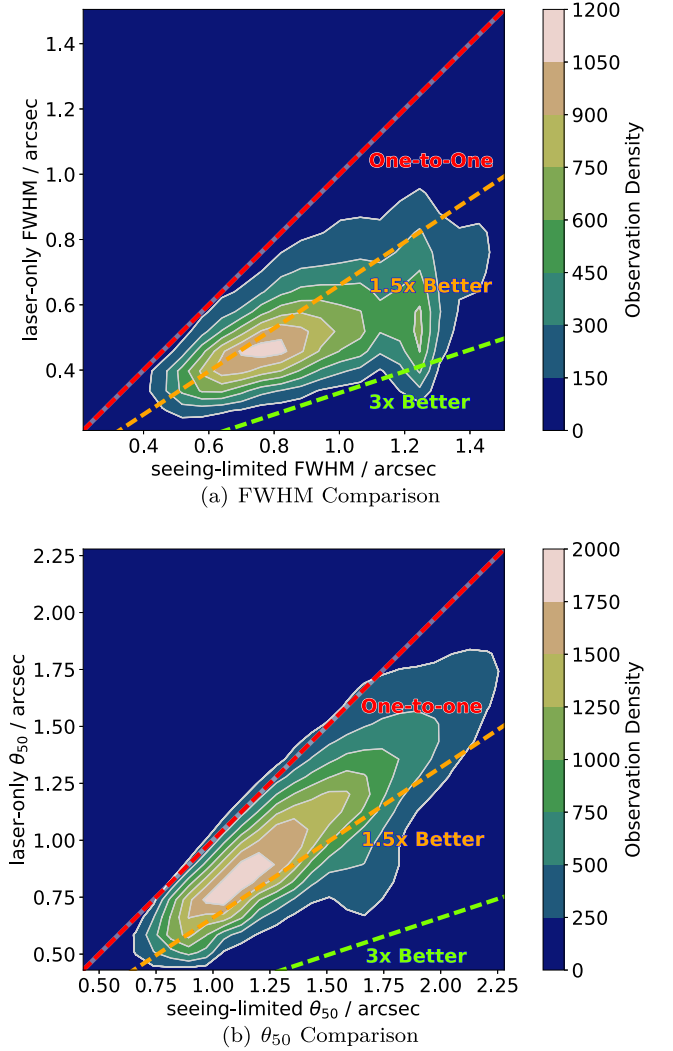 1.4
1.2
1.0
0.8
0.6
0.4
laser-only FWHM / arcsec
One-to-One
1.5x Better
3x Better
0.4 0.6 0.8 1.0 1.2 1.4
seeing-limited FWHM / arcsec
1200
1050
900
750
600
450
300
150
0
Observation Density
(a) FWHM Comparison
2.25
2.00
1.75
1.50
1.25
1.00
0.75
0.50
laser-only θ50 / arcsec
One-to-one
1.5x Better
3x Better
0.50 0.75 1.00 1.25 1.50 1.75 2.00 2.25
seeing-limited θ50 / arcsec
2000
1750
1500
1250
1000
750
500
250
0
Observation Density
(b) θ50 Comparison